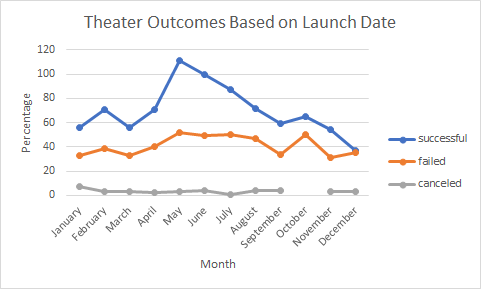 Theater Outcomes Based on Launch Date
Percentage
120
100
80
60
40
20
0
January
February
March
April
May
June
July
August
September
October
November
December
Month
successful
failed
canceled